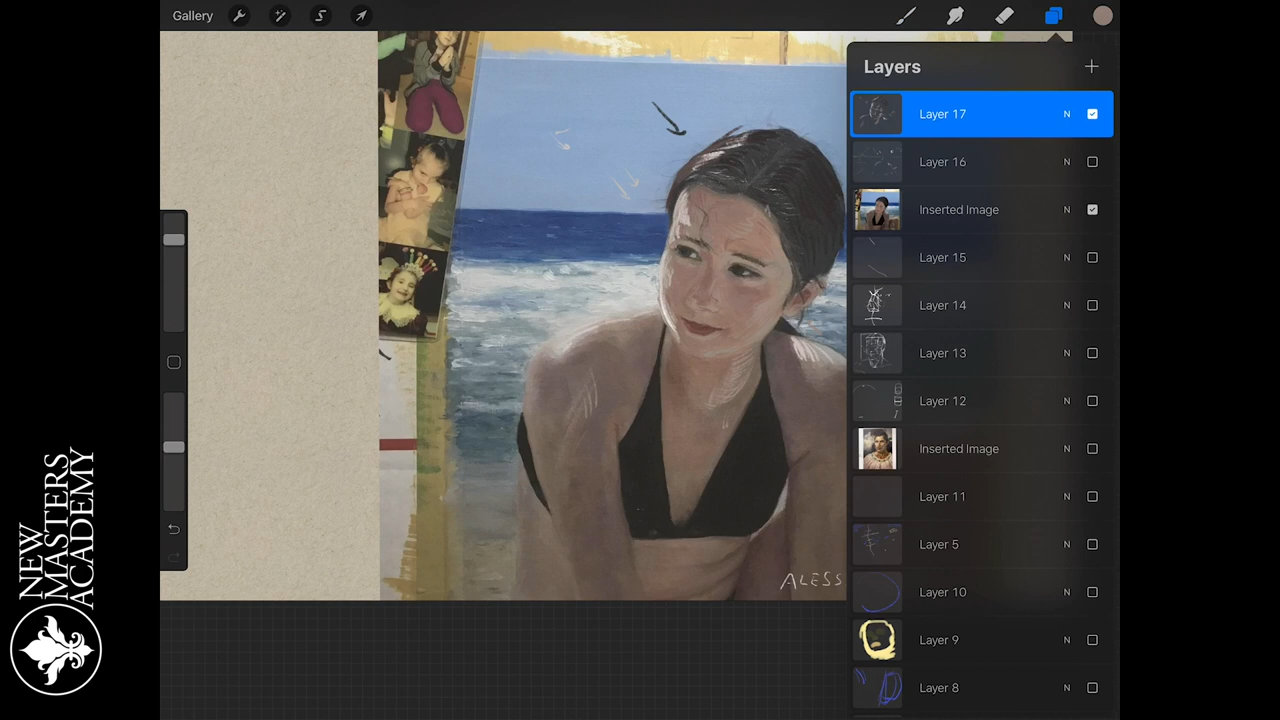 Gallery
Layers
Layer 17 N
Layer 16 N
Inserted Image N
Layer 15 N
Layer 14 N
Layer 13 N
Layer 12 N
Inserted Image N
Layer 11 N
Layer 5 N
Layer 10 N
Layer 9 N
Layer 8 N
ALESS
NEW
MASTERS
ACADEMY